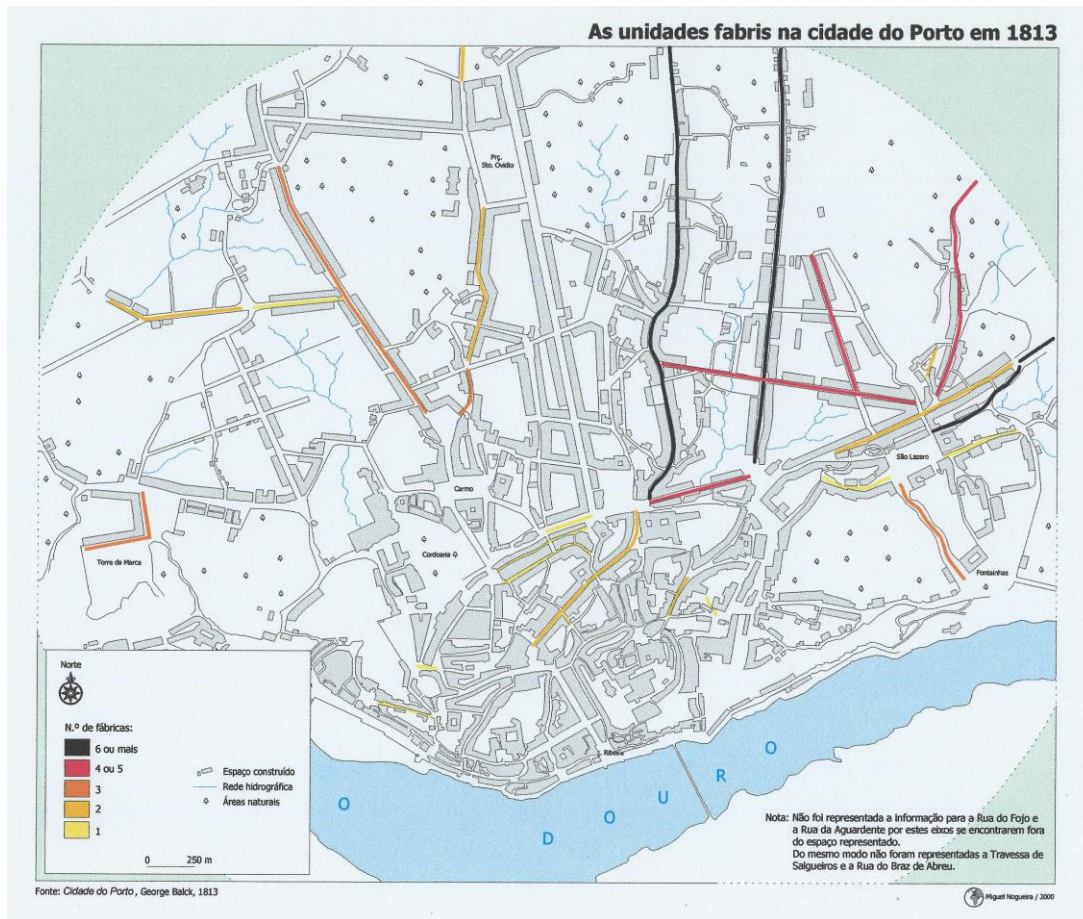 As unidades fabris na cidade do Porto em 1813
Prç.
Sto. Ovídio
Carmo
Cordoaria
São Lazaro
Torre da Marca
Fontainhas
Ribeira
O DOURO
Norte
N.º de fábricas:
6 ou mais
4 ou 5
3
2
1
Espaço construído
Rede hidrográfica
Áreas naturais
0 250 m
Nota: Não foi representada a informação para a Rua do Fojo e
a Rua da Aguardente por estes eixos se encontrarem fora
do espaço representado.
Do mesmo modo não foram representadas a Travessa de
Salgueiros e a Rua do Braz de Abreu.
Fonte: Cidade do Porto, George Balck, 1813
Miguel Nogueira / 2000